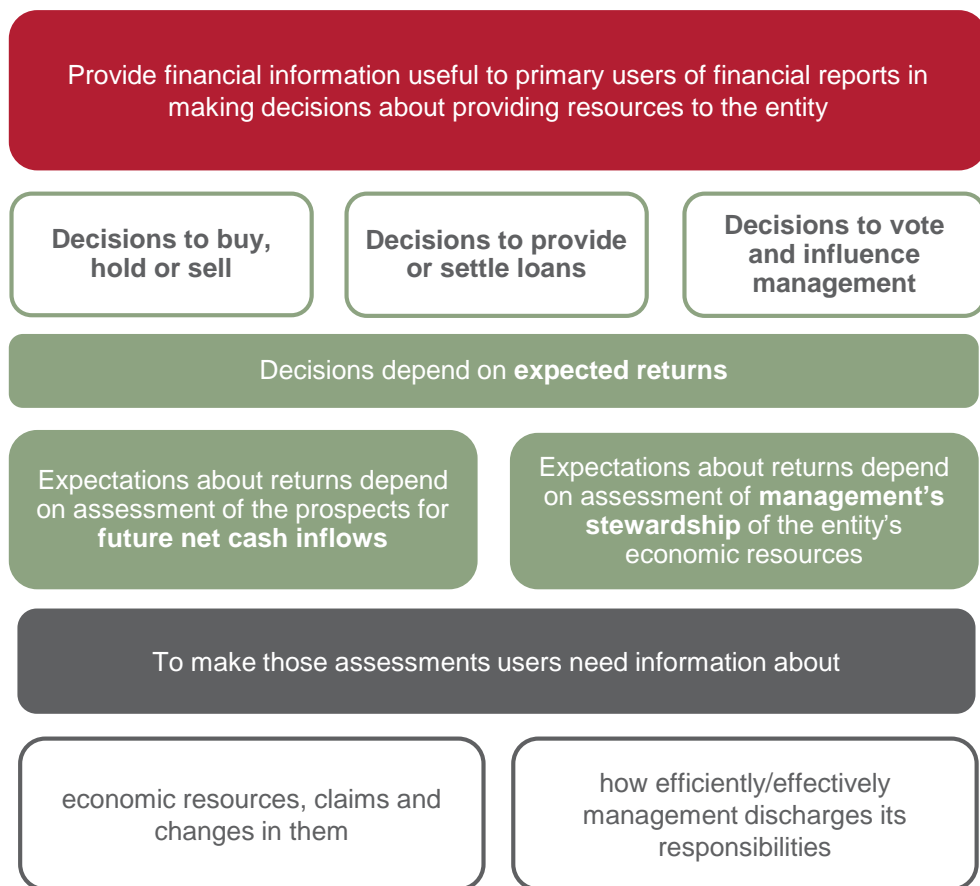 Provide financial information useful to primary users of financial reports in
making decisions about providing resources to the entity
Decisions to buy,
hold or sell
Decisions to provide
or settle loans
Decisions to vote
and influence
management
Decisions depend on expected returns
Expectations about returns depend
on assessment of the prospects for
future net cash inflows
Expectations about returns depend
on assessment of management’s
stewardship of the entity’s
economic resources
To make those assessments users need information about
economic resources, claims and
changes in them
how efficiently/effectively
management discharges its
responsibilities